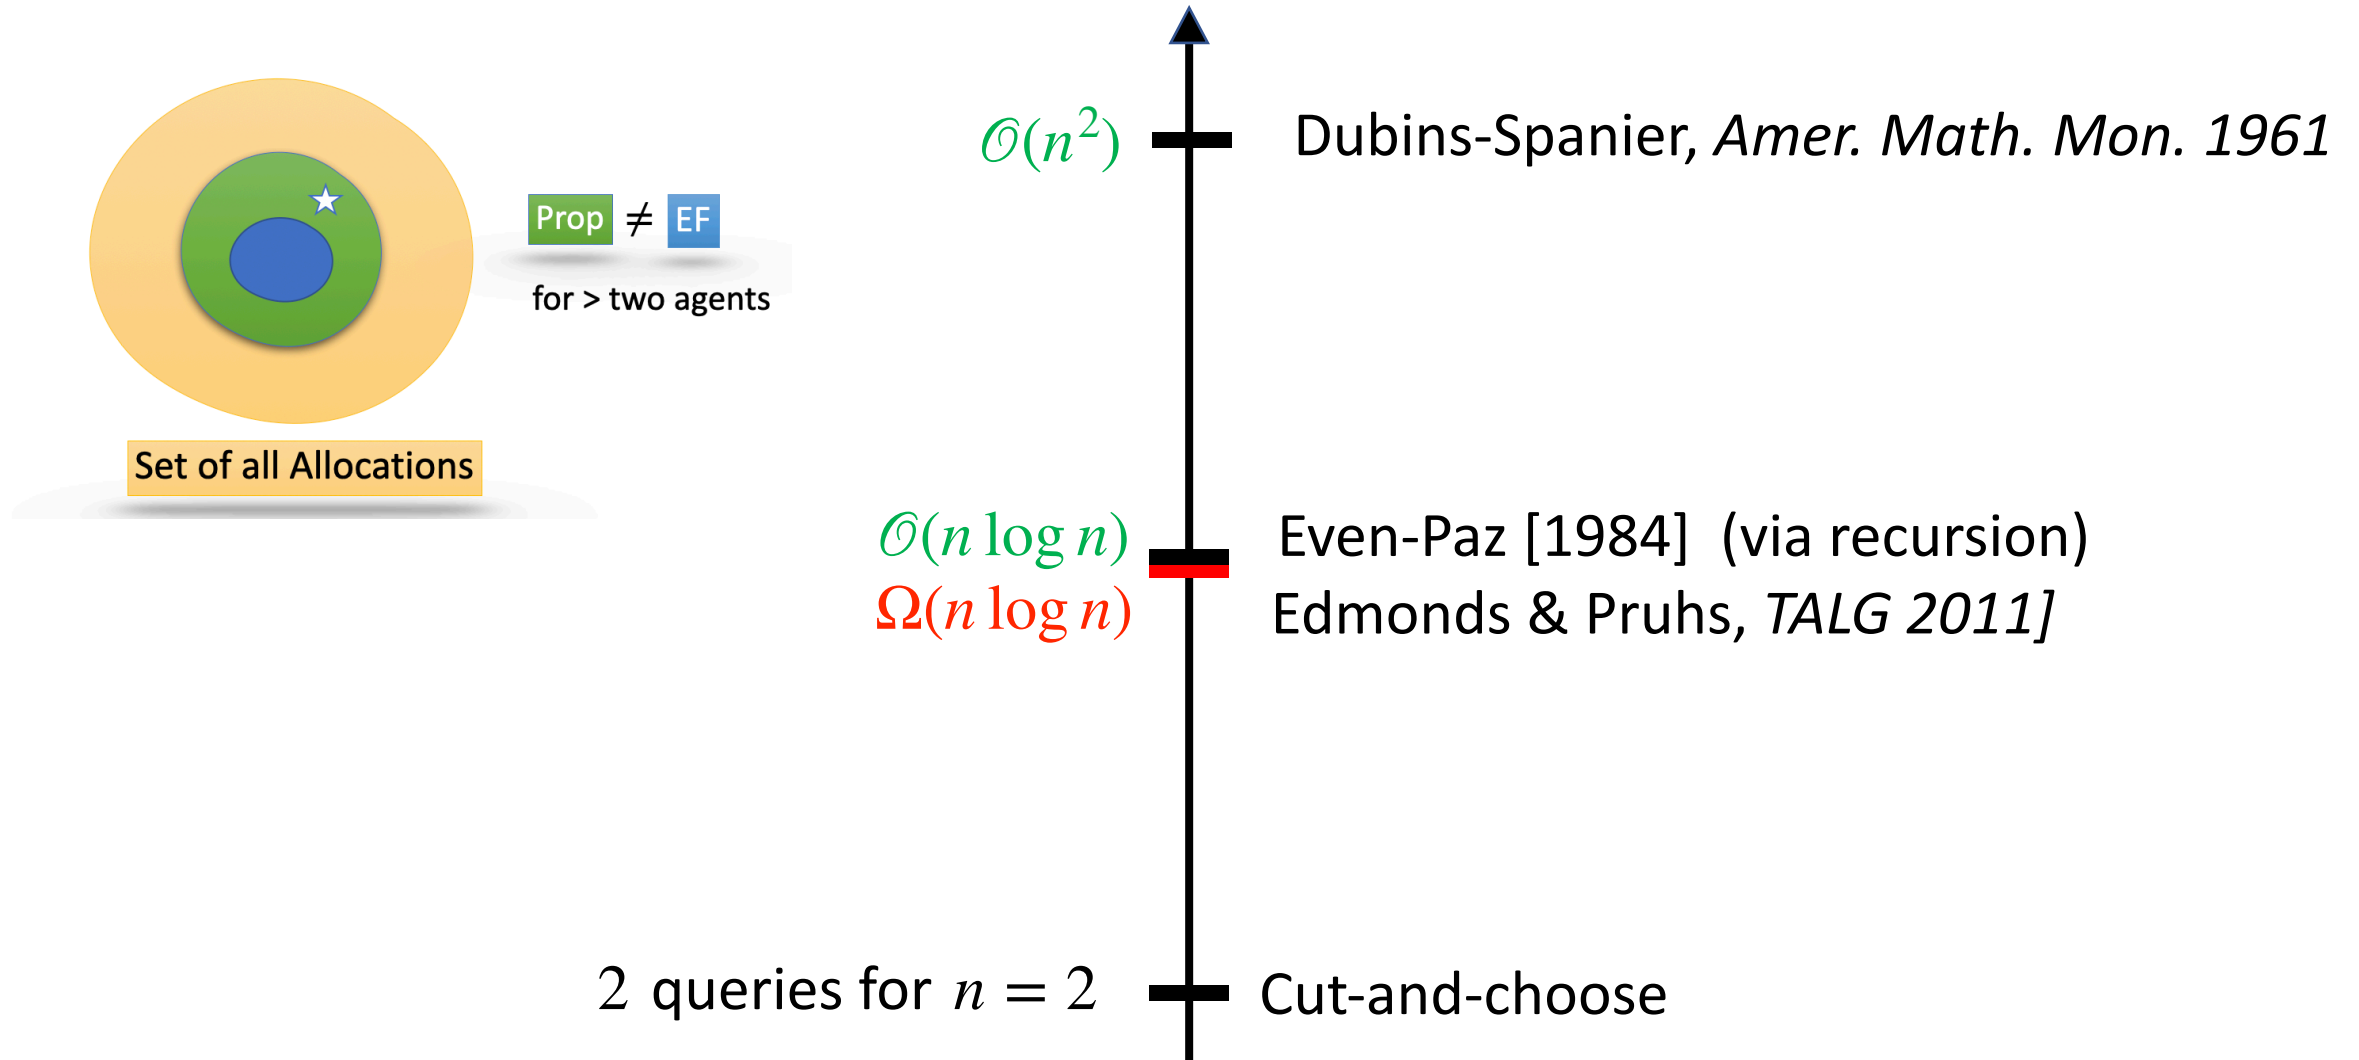 Prop ≠ EF
for > two agents
Set of all Allocations
𝒪(n²) Dubins-Spanier, Amer. Math. Mon. 1961
𝒪(n log n) Even-Paz [1984] (via recursion)
Ω(n log n) Edmonds & Pruhs, TALG 2011]
2 queries for n = 2 Cut-and-choose